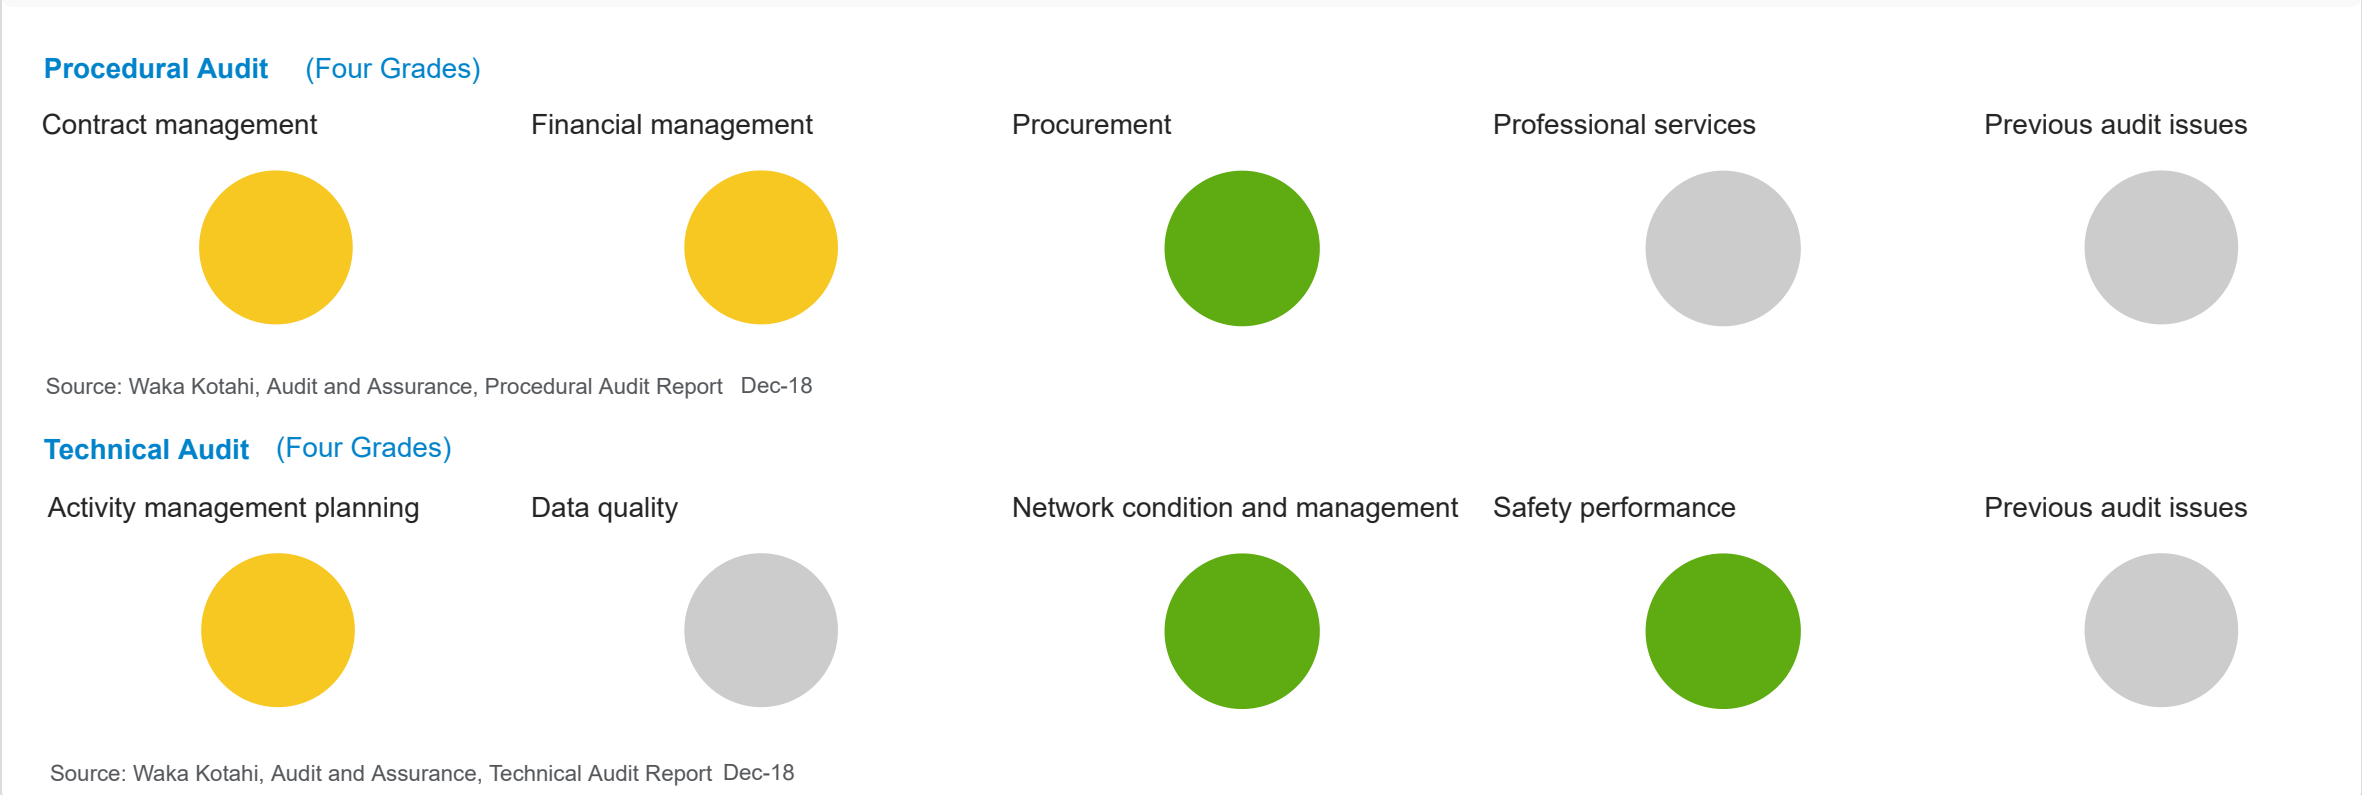 Procedural Audit (Four Grades)
Contract management Financial management Procurement Professional services Previous audit issues
Source: Waka Kotahi, Audit and Assurance, Procedural Audit Report Dec-18
Technical Audit (Four Grades)
Activity management planning Data quality Network condition and management Safety performance Previous audit issues
Source: Waka Kotahi, Audit and Assurance, Technical Audit Report Dec-18